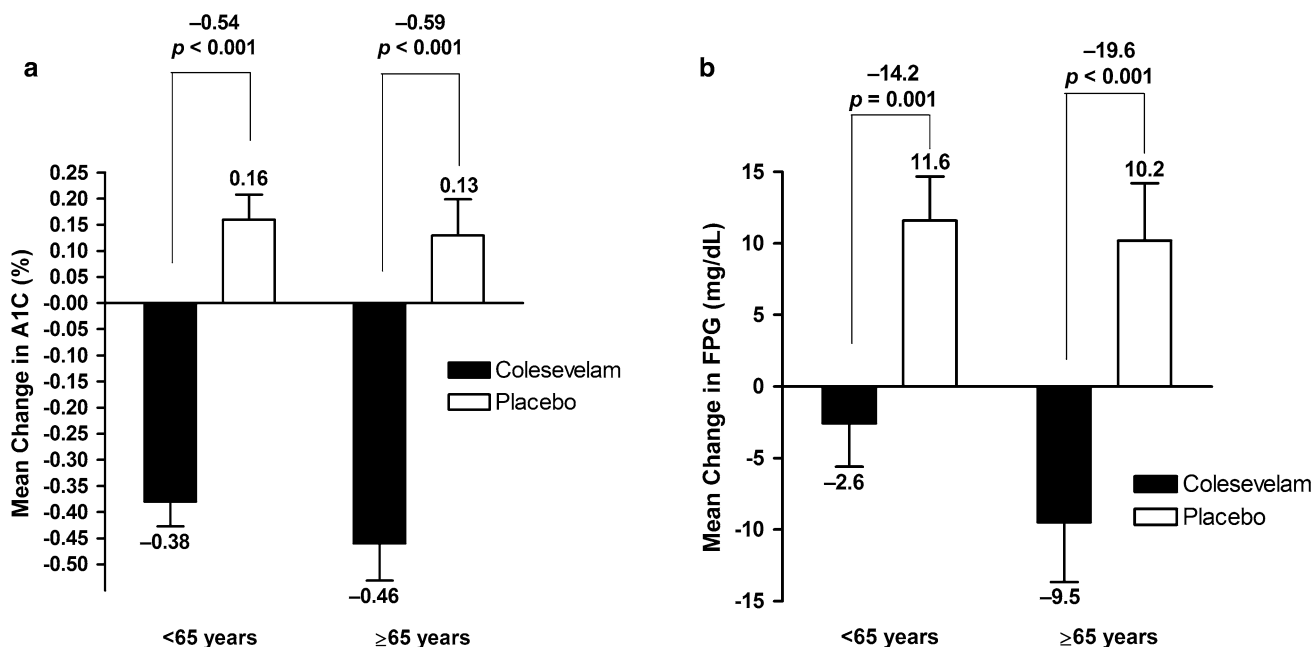 a
–0.54
p < 0.001
–0.59
p < 0.001
Mean Change in A1C (%)
0.25
0.20
0.15
0.10
0.05
-0.00
-0.05
-0.10
-0.15
-0.20
-0.25
-0.30
-0.35
-0.40
-0.45
-0.50
0.16
0.13
–0.38
–0.46
Colesevelam
Placebo
<65 years
≥65 years
b
–14.2
p = 0.001
–19.6
p < 0.001
Mean Change in FPG (mg/dL)
15
10
5
0
-5
-10
-15
11.6
10.2
–2.6
–9.5
Colesevelam
Placebo
<65 years
≥65 years